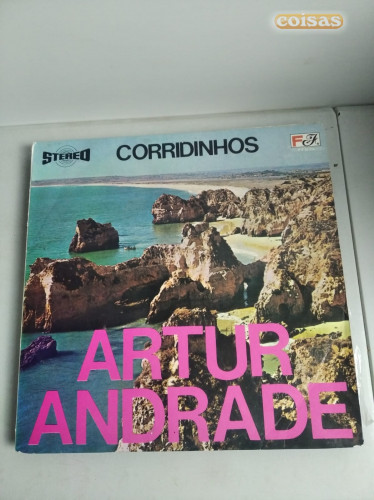 coisas
STEREO
CORRIDINHOS
ARTUR
ANDRADE